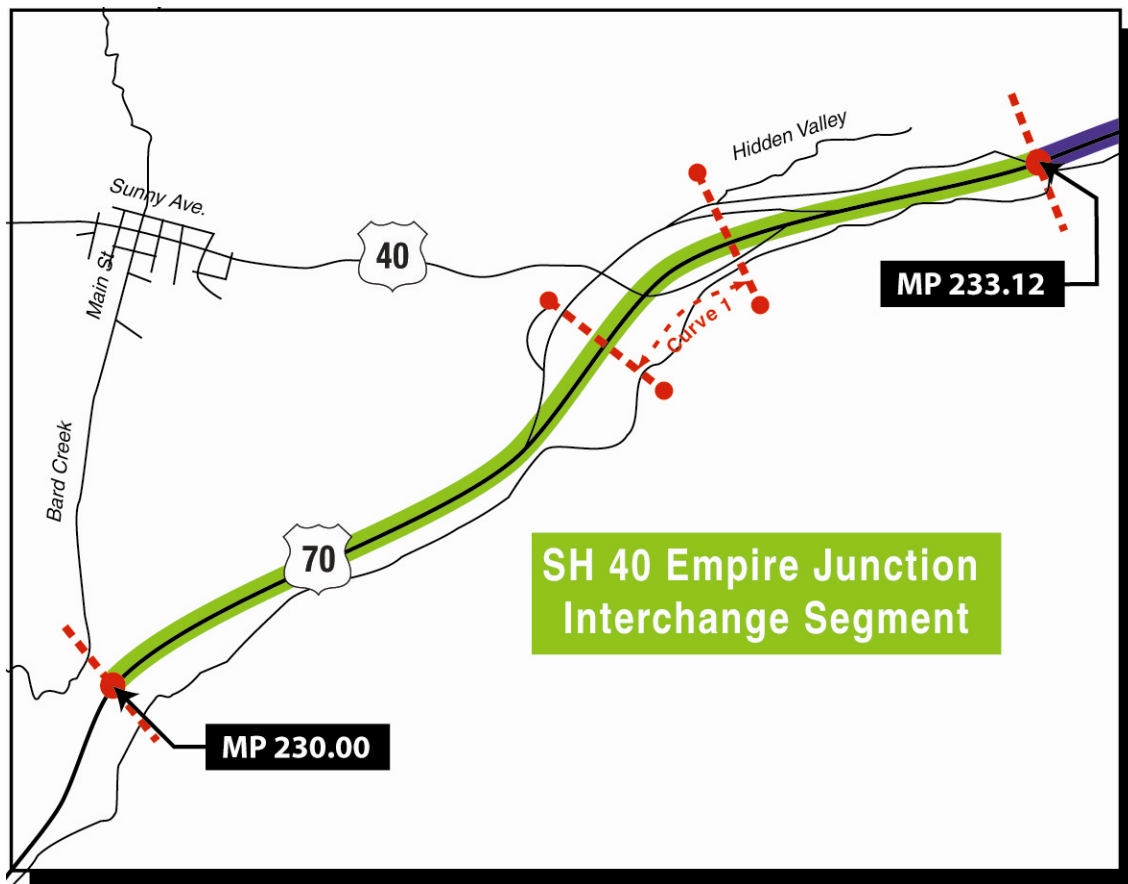 Hidden Valley
Sunny Ave.
40
Main St
MP 233.12
Curve 1
Bard Creek
70
SH 40 Empire Junction
Interchange Segment
MP 230.00